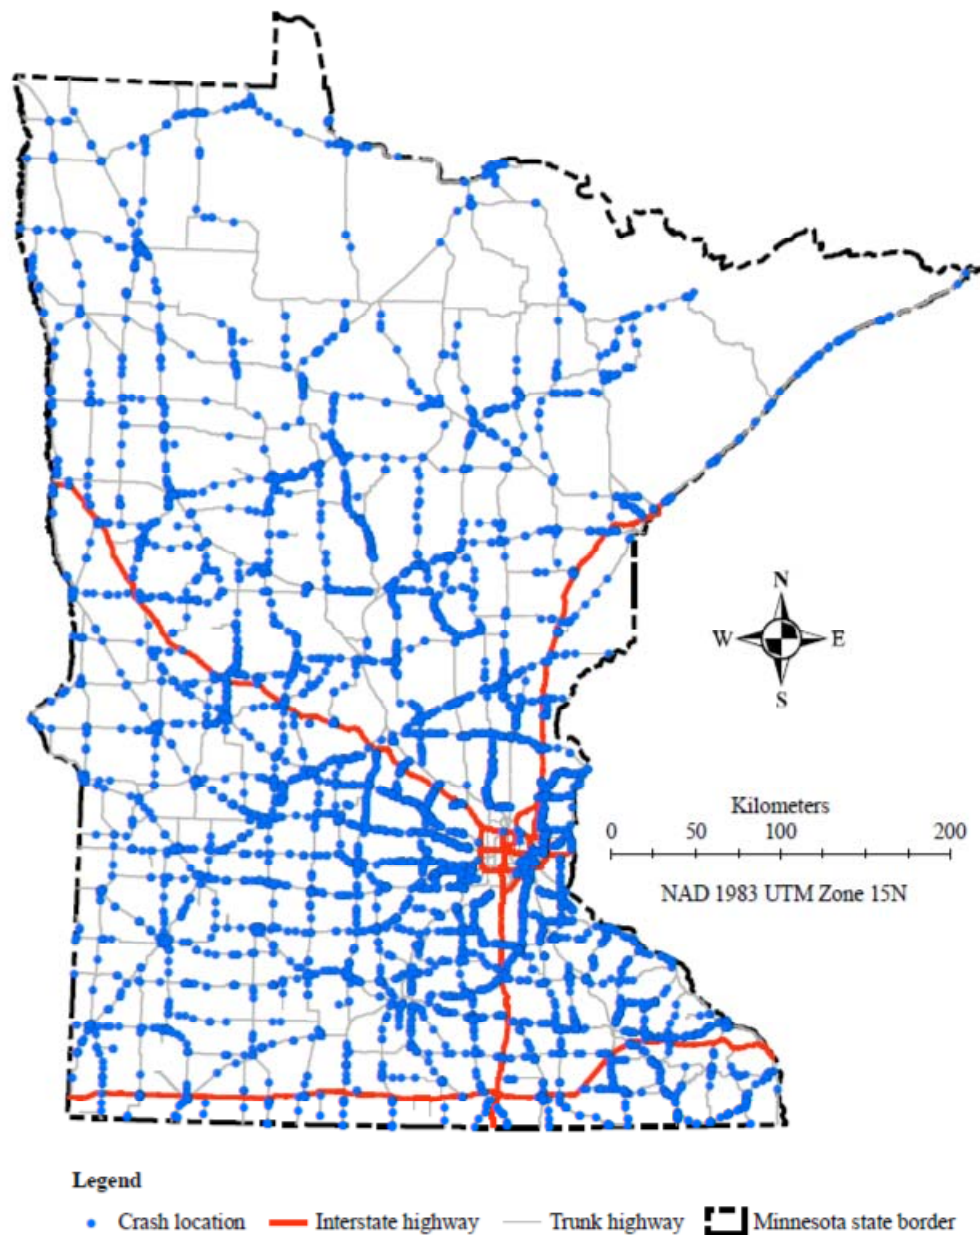 N
W E
S
Kilometers
0 50 100 200
NAD 1983 UTM Zone 15N
Legend
Crash location Interstate highway Trunk highway Minnesota state border